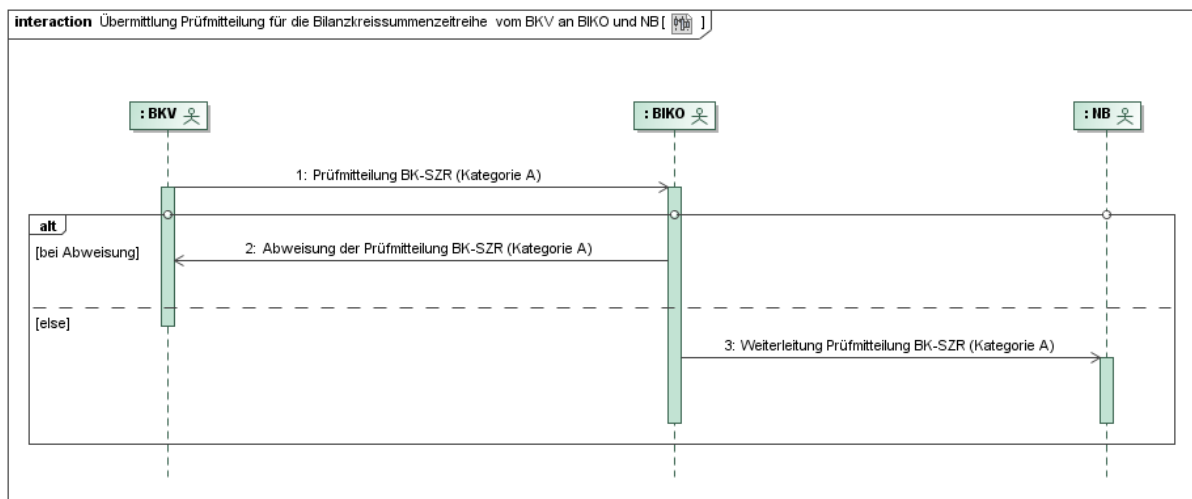 interaction Übermittlung Prüfmitteilung für die Bilanzkreissummenzeitreihe vom BKV an BIKO und NB[ ]
: BKV
: BIKO
: NB
1: Prüfmitteilung BK-SZR (Kategorie A)
alt
[bei Abweisung]
2: Abweisung der Prüfmitteilung BK-SZR (Kategorie A)
[else]
3: Weiterleitung Prüfmitteilung BK-SZR (Kategorie A)